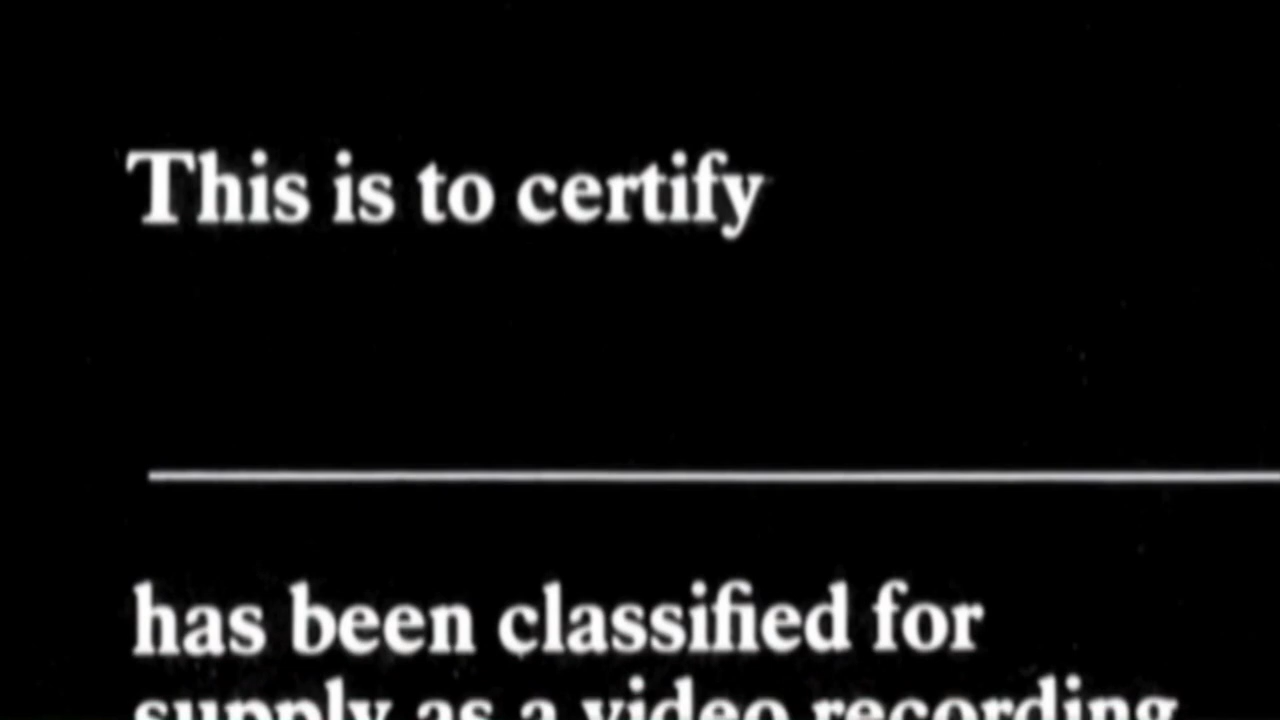 This is to certify
has been classified for
supply as a video recording